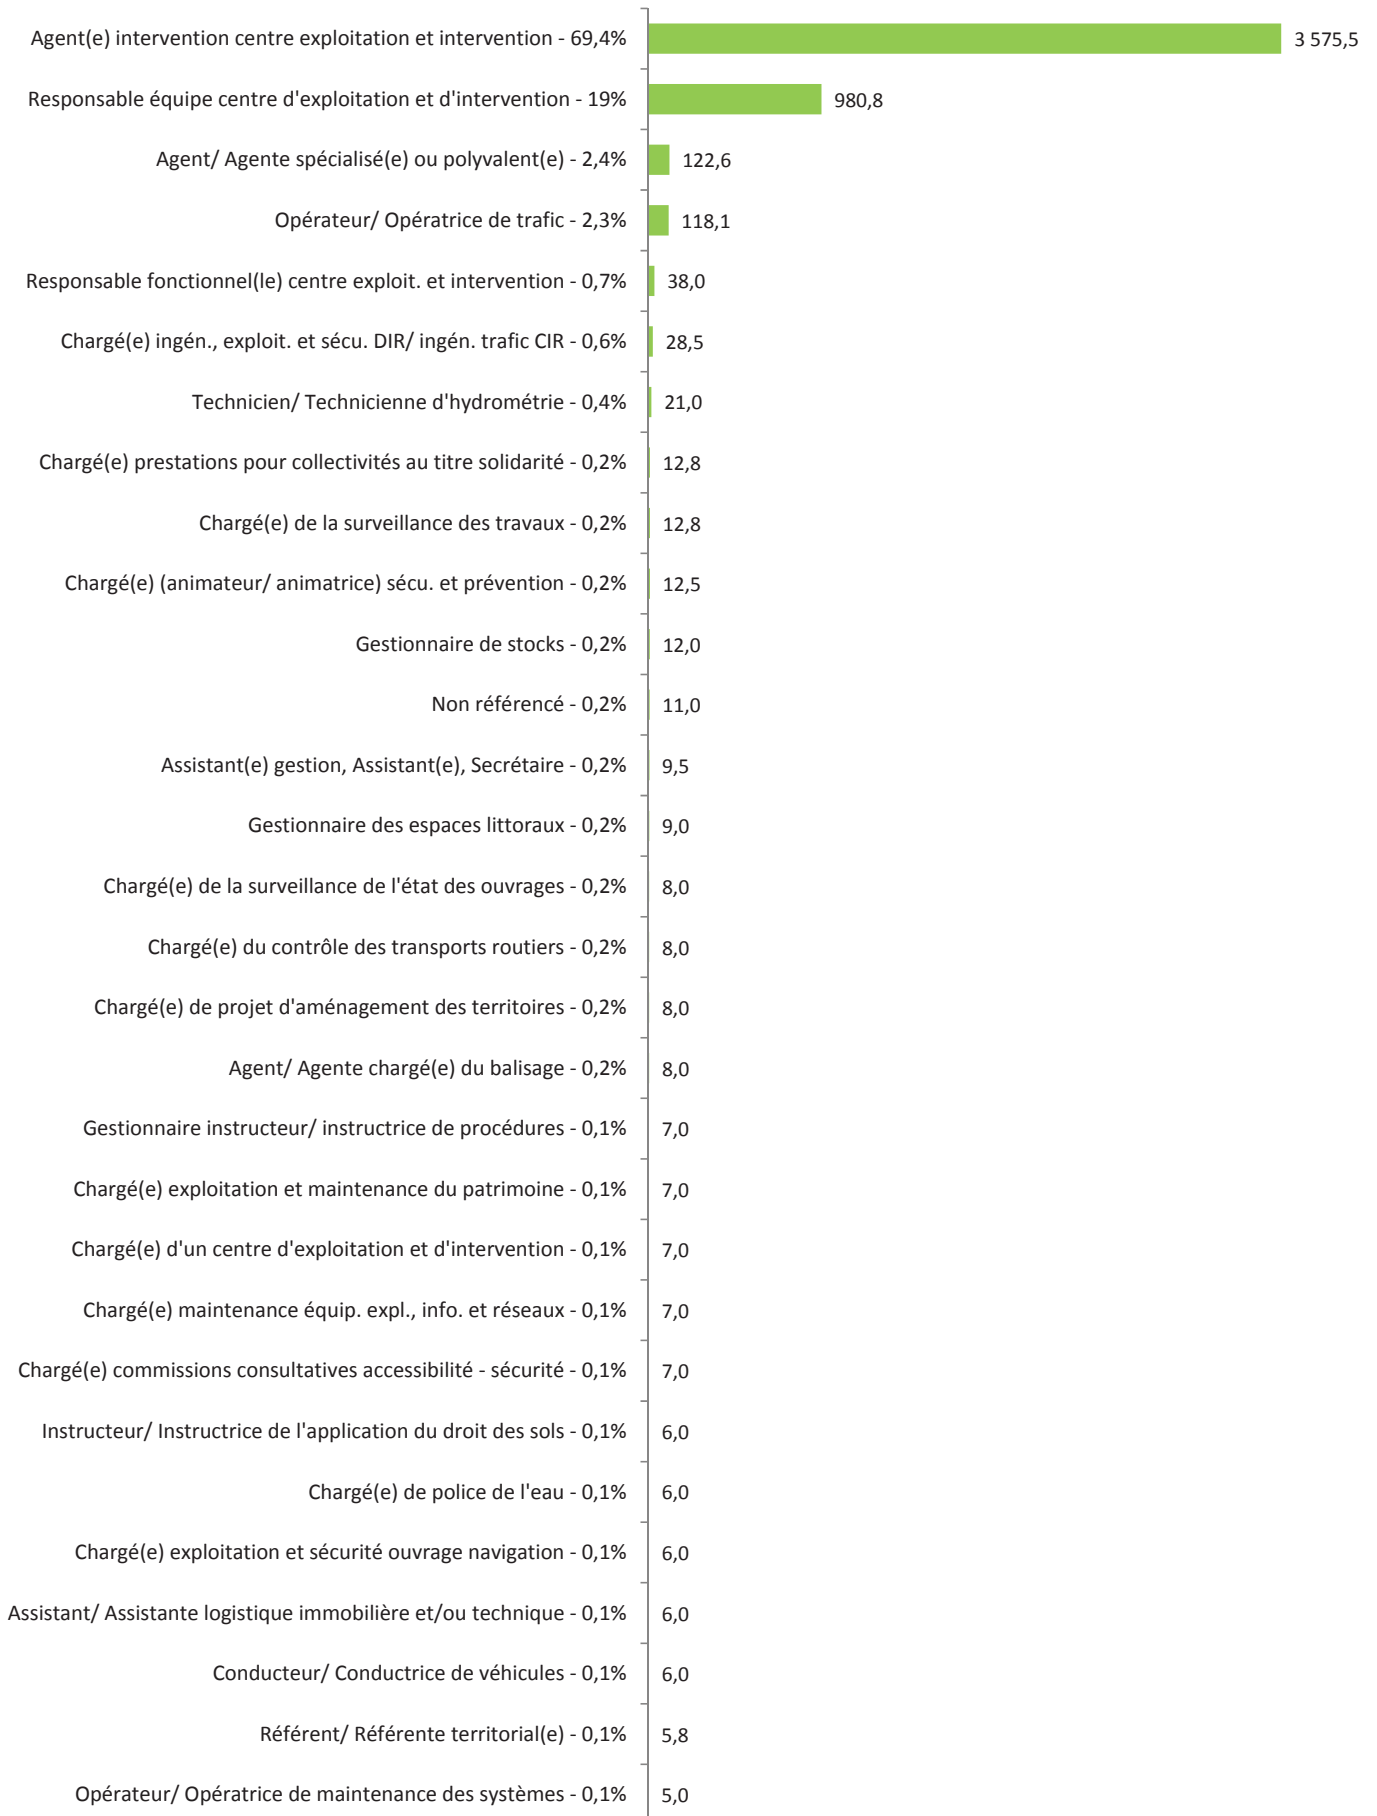 Agent(e) intervention centre exploitation et intervention - 69,4% 3 575,5
Responsable équipe centre d'exploitation et d'intervention - 19% 980,8
Agent/ Agente spécialisé(e) ou polyvalent(e) - 2,4% 122,6
Opérateur/ Opératrice de trafic - 2,3% 118,1
Responsable fonctionnel(le) centre exploit. et intervention - 0,7% 38,0
Chargé(e) ingén., exploit. et sécu. DIR/ ingén. trafic CIR - 0,6% 28,5
Technicien/ Technicienne d'hydrométrie - 0,4% 21,0
Chargé(e) prestations pour collectivités au titre solidarité - 0,2% 12,8
Chargé(e) de la surveillance des travaux - 0,2% 12,8
Chargé(e) (animateur/ animatrice) sécu. et prévention - 0,2% 12,5
Gestionnaire de stocks - 0,2% 12,0
Non référencé - 0,2% 11,0
Assistant(e) gestion, Assistant(e), Secrétaire - 0,2% 9,5
Gestionnaire des espaces littoraux - 0,2% 9,0
Chargé(e) de la surveillance de l'état des ouvrages - 0,2% 8,0
Chargé(e) du contrôle des transports routiers - 0,2% 8,0
Chargé(e) de projet d'aménagement des territoires - 0,2% 8,0
Agent/ Agente chargé(e) du balisage - 0,2% 8,0
Gestionnaire instructeur/ instructrice de procédures - 0,1% 7,0
Chargé(e) exploitation et maintenance du patrimoine - 0,1% 7,0
Chargé(e) d'un centre d'exploitation et d'intervention - 0,1% 7,0
Chargé(e) maintenance équip. expl., info. et réseaux - 0,1% 7,0
Chargé(e) commissions consultatives accessibilité - sécurité - 0,1% 7,0
Instructeur/ Instructrice de l'application du droit des sols - 0,1% 6,0
Chargé(e) de police de l'eau - 0,1% 6,0
Chargé(e) exploitation et sécurité ouvrage navigation - 0,1% 6,0
Assistant/ Assistante logistique immobilière et/ou technique - 0,1% 6,0
Conducteur/ Conductrice de véhicules - 0,1% 6,0
Référent/ Référente territorial(e) - 0,1% 5,8
Opérateur/ Opératrice de maintenance des systèmes - 0,1% 5,0